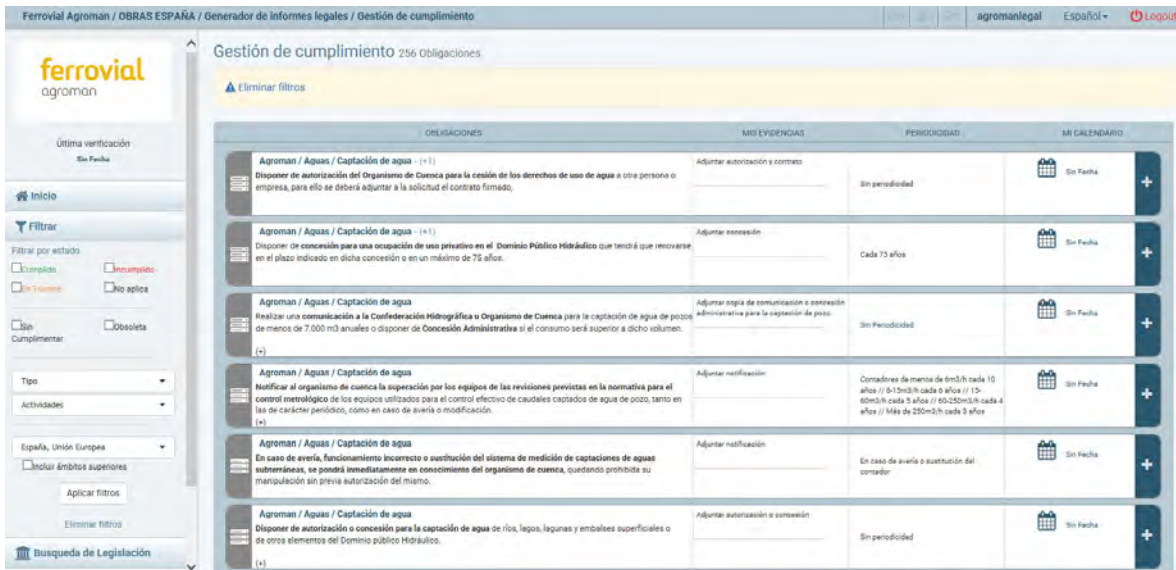 Ferrovial Agroman / OBRAS ESPAÑA / Generador de informes legales / Gestión de cumplimiento
agromanlegal
Español
Logout
ferrovial
agroman
Última verificación
Sin Fecha
Inicio
Filtrar
Filtrar por estado
Cumplido
Incumplido
En Trámite
No aplica
Sin Cumplimentar
Obsoleta
Tipo
Actividades
España, Unión Europea
Incluir ámbitos superiores
Aplicar filtros
Eliminar filtros
Busqueda de Legislación
Gestión de cumplimiento 256 Obligaciones
Eliminar filtros
OBLIGACIONES
MIS EVIDENCIAS
PERIODICIDAD
MI CALENDARIO
Agroman / Aguas / Captación de agua - (+1)
Disponer de autorización del Organismo de Cuenca para la cesión de los derechos de uso de agua a otra persona o
empresa, para ello se deberá adjuntar a la solicitud el contrato firmado,
Adjuntar autorización y contrato
Sin periodicidad
Sin Fecha
Agroman / Aguas / Captación de agua - (+1)
Disponer de concesión para una ocupación de uso privativo en el Dominio Público Hidráulico que tendrá que renovarse
en el plazo indicado en dicha concesión o en un máximo de 75 años.
Adjuntar concesión
Cada 75 años
Sin Fecha
Agroman / Aguas / Captación de agua
Realizar una comunicación a la Confederación Hidrográfica u Organismo de Cuenca para la captación de agua de pozos
de menos de 7.000 m3 anuales o disponer de Concesión Administrativa si el consumo será superior a dicho volumen.
(+)
Adjuntar copia de comunicación o concesión
administrativa para la captación de pozo.
Sin Periodicidad
Sin Fecha
Agroman / Aguas / Captación de agua
Notificar al organismo de cuenca la superación por los equipos de las revisiones previstas en la normativa para el
control metrológico de los equipos utilizados para el control efectivo de caudales captados de agua de pozo, tanto en
las de carácter periódico, como en caso de avería o modificación.
(+)
Adjuntar notificación
Contadores de menos de 6m3/h cada 10
años // 6-15m3/h cada 6 años // 15-
60m3/h cada 5 años // 60-250m3/h cada 4
años // Más de 250m3/h cada 3 años
Sin Fecha
Agroman / Aguas / Captación de agua
En caso de avería, funcionamiento incorrecto o sustitución del sistema de medición de captaciones de aguas
subterráneas, se pondrá inmediatamente en conocimiento del organismo de cuenca, quedando prohibida su
manipulación sin previa autorización del mismo.
Adjuntar notificación
En caso de avería o sustitución del
contador
Sin Fecha
Agroman / Aguas / Captación de agua
Disponer de autorización o concesión para la captación de agua de ríos, lagos, lagunas y embalses superficiales o
de otros elementos del Dominio público Hidráulico.
(+)
Adjuntar autorización o concesión
Sin periodicidad
Sin Fecha